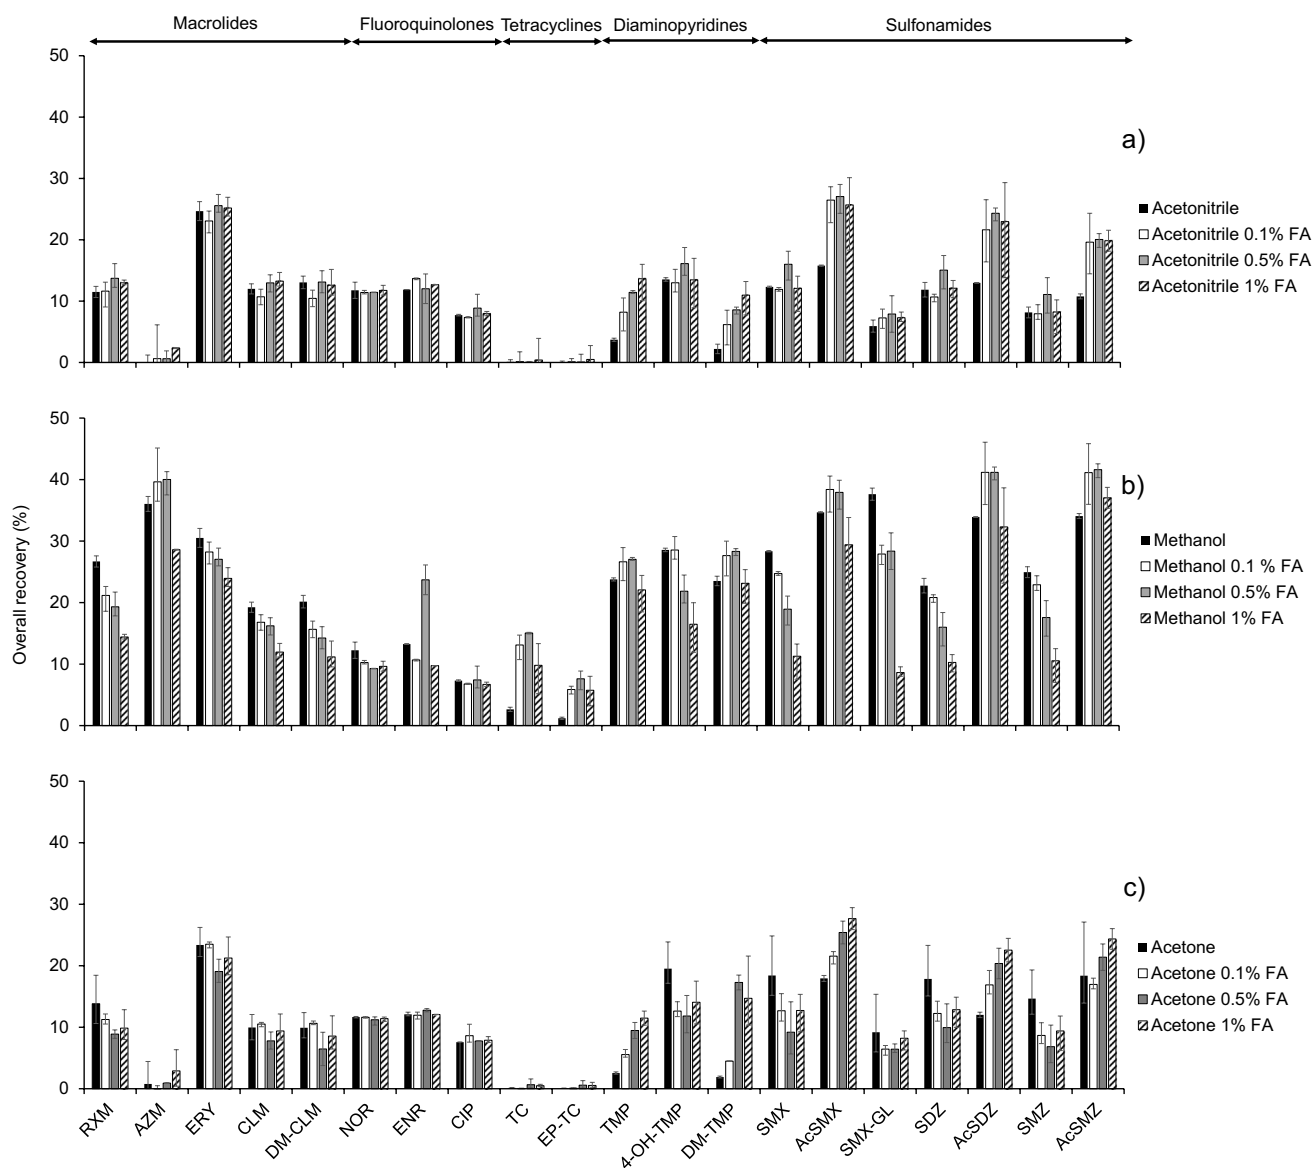 Macrolides Fluoroquinolones Tetracyclines Diaminopyridines Sulfonamides
50
40
30
20
10
0
a)
Acetonitrile
Acetonitrile 0.1% FA
Acetonitrile 0.5% FA
Acetonitrile 1% FA
Overall recovery (%)
50
40
30
20
10
0
b)
Methanol
Methanol 0.1 % FA
Methanol 0.5% FA
Methanol 1% FA
50
40
30
20
10
0
c)
Acetone
Acetone 0.1% FA
Acetone 0.5% FA
Acetone 1% FA
RXM AZM ERY CLM DM-CLM NOR ENR CIP TC EP-TC TMP 4-OH-TMP DM-TMP SMX AcSMX SMX-GL SDZ AcSDZ SMZ AcSMZ